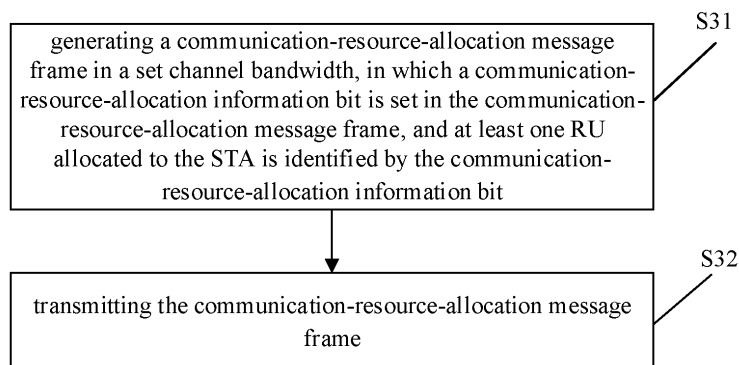 S31
generating a communication-resource-allocation message
frame in a set channel bandwidth, in which a communication-
resource-allocation information bit is set in the communication-
resource-allocation message frame, and at least one RU
allocated to the STA is identified by the communication-
resource-allocation information bit
S32
transmitting the communication-resource-allocation message
frame